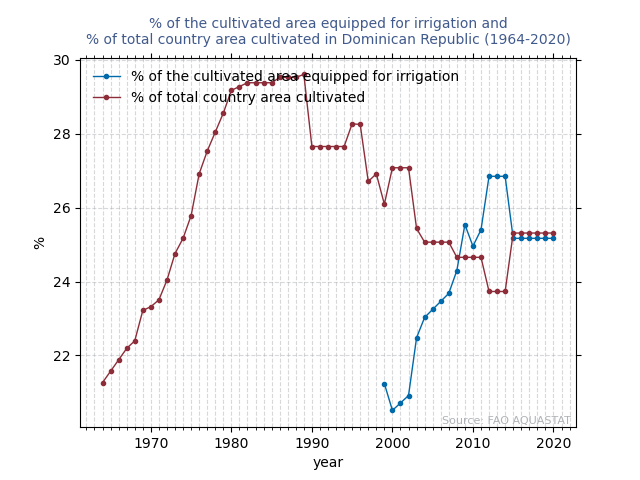 % of the cultivated area equipped for irrigation and
% of total country area cultivated in Dominican Republic (1964-2020)
% of the cultivated area equipped for irrigation
% of total country area cultivated
30
28
26
24
22
%
1970 1980 1990 2000 2010 2020
year
Source: FAO AQUASTAT